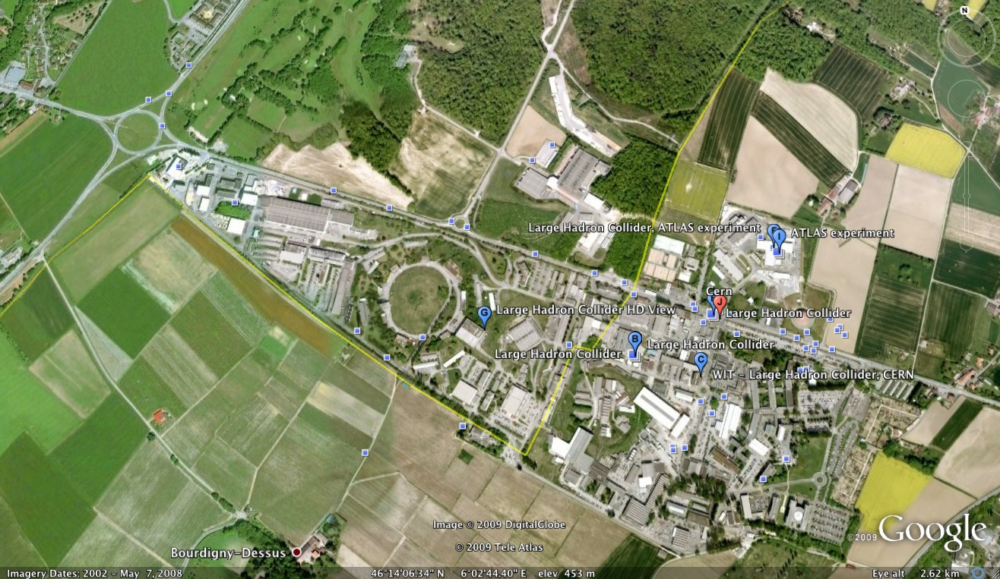 N
Large Hadron Collider, ATLAS experiment
ATLAS experiment
I
Cern
J
Large Hadron Collider
G
Large Hadron Collider HD View
B
Large Hadron Collider
Large Hadron Collider
C
WIT - Large Hadron Collider, CERN
Image © 2009 DigitalGlobe
© 2009 Tele Atlas
©2009 Google
Bourdigny-Dessus
Imagery Dates: 2002 - May 7, 2008
46°14'06.34" N 6°02'44.40" E elev 453 m
Eye alt 2.62 km